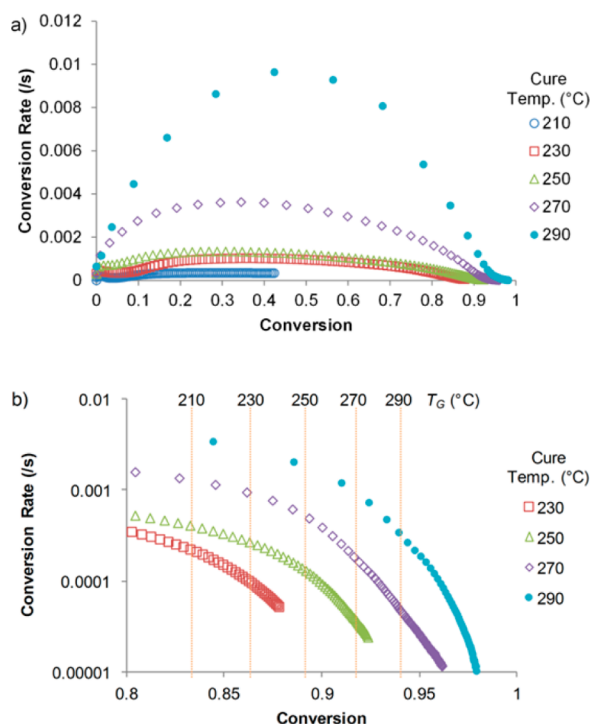 a)
0.012
0.01
0.008
0.006
0.004
0.002
0
Conversion Rate (/s)
0 0.1 0.2 0.3 0.4 0.5 0.6 0.7 0.8 0.9 1
Conversion
Cure
Temp. (°C)
210
230
250
270
290
b)
210 230 250 270 290 TG (°C)
0.01
0.001
0.0001
0.00001
Conversion Rate (/s)
0.8 0.85 0.9 0.95 1
Conversion
Cure
Temp. (°C)
230
250
270
290